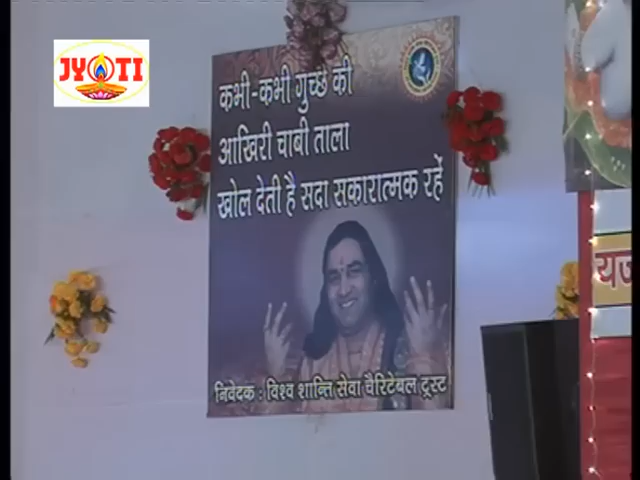 JYOTI
कभी-कभी गुच्छे की
आखिरी चाबी ताला
खोल देती है सदा सकारात्मक रहें
निवेदक : विश्व शान्ति सेवा चैरिटेबल ट्रस्ट